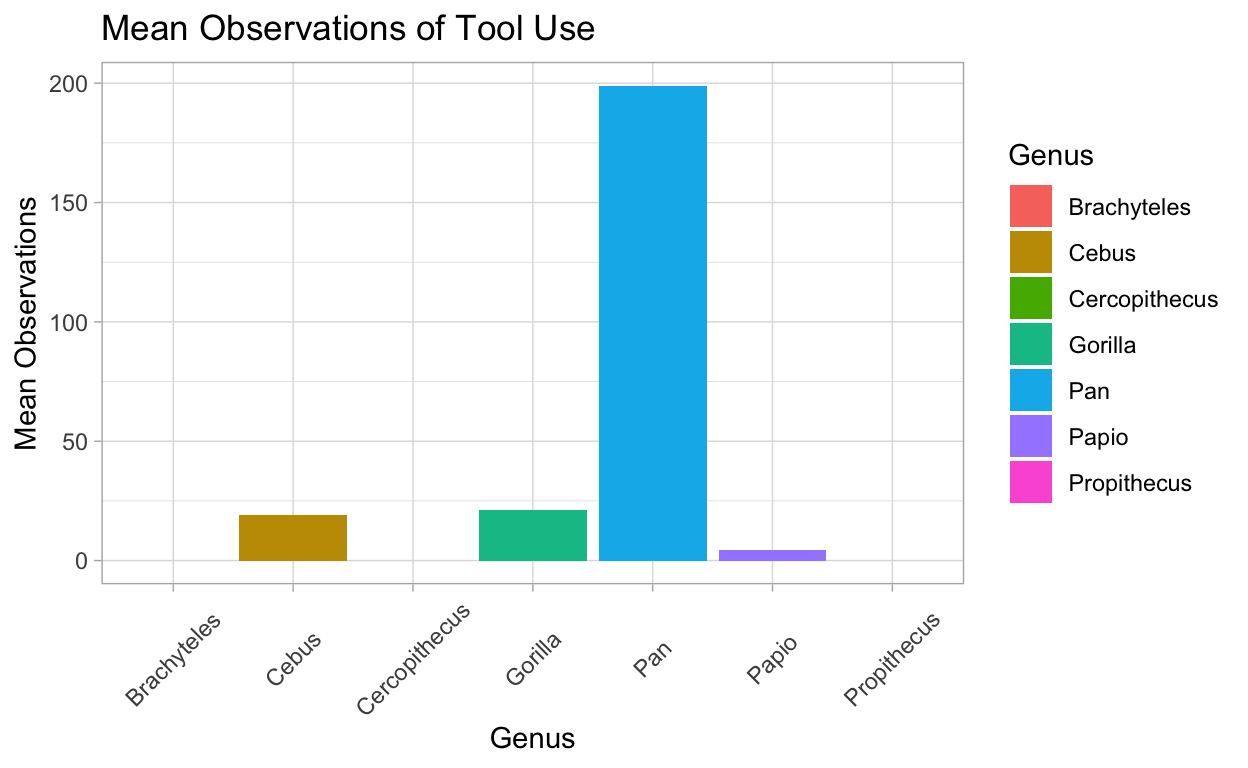 Mean Observations of Tool Use
Mean Observations
200
150
100
50
0
Brachyteles
Cebus
Cercopithecus
Gorilla
Pan
Papio
Propithecus
Genus
Genus
Brachyteles
Cebus
Cercopithecus
Gorilla
Pan
Papio
Propithecus